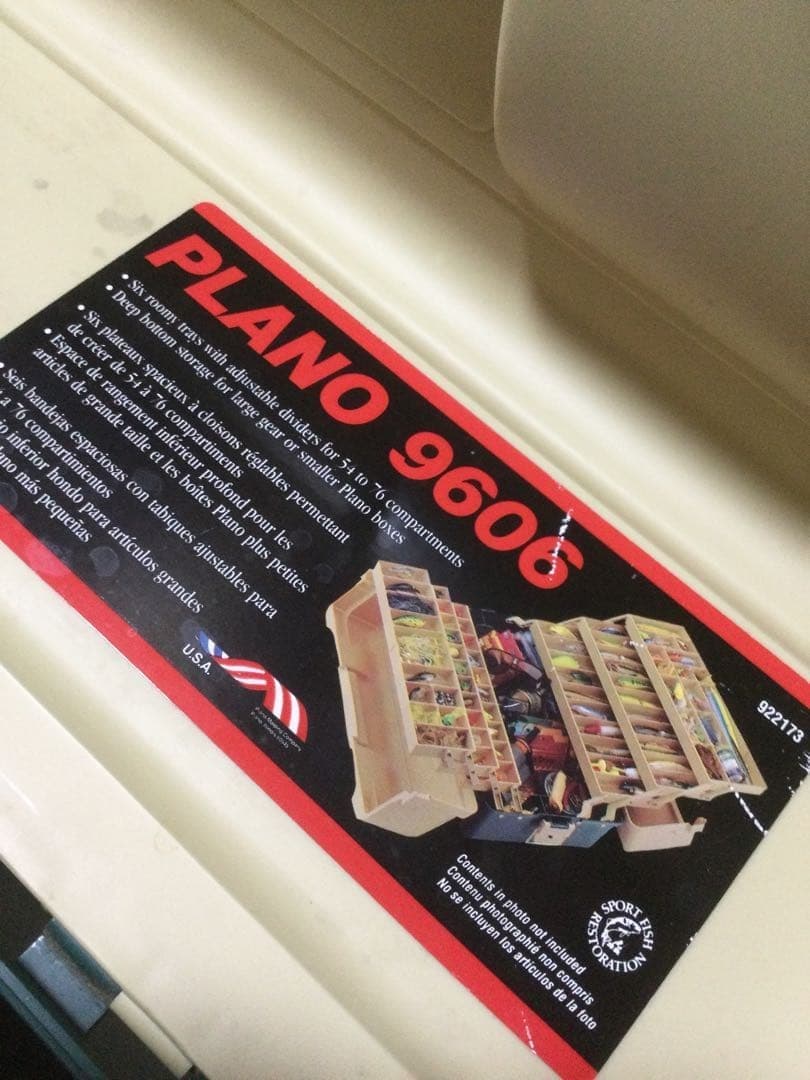 PLANO 9606
• Six roomy trays with adjustable dividers for 54 to 76 compartments
• Deep bottom storage for large gear or smaller Plano boxes
• Six plateaux spacieux à cloisons réglables permettant
de créer de 54 à 76 compartiments
• Espace de rangement inférieur profond pour les
articles de grande taille et les boîtes Plano plus petites
• Seis bandejas espaciosas con tabiques ajustables para
a 76 compartimientos
inferior hondo para artículos grandes
más pequeñas
U.S.A.
922173
Contents in photo not included
Contenu photographié non compris
No se incluyen los artículos de la foto
SPORT FISH
RESTORATION